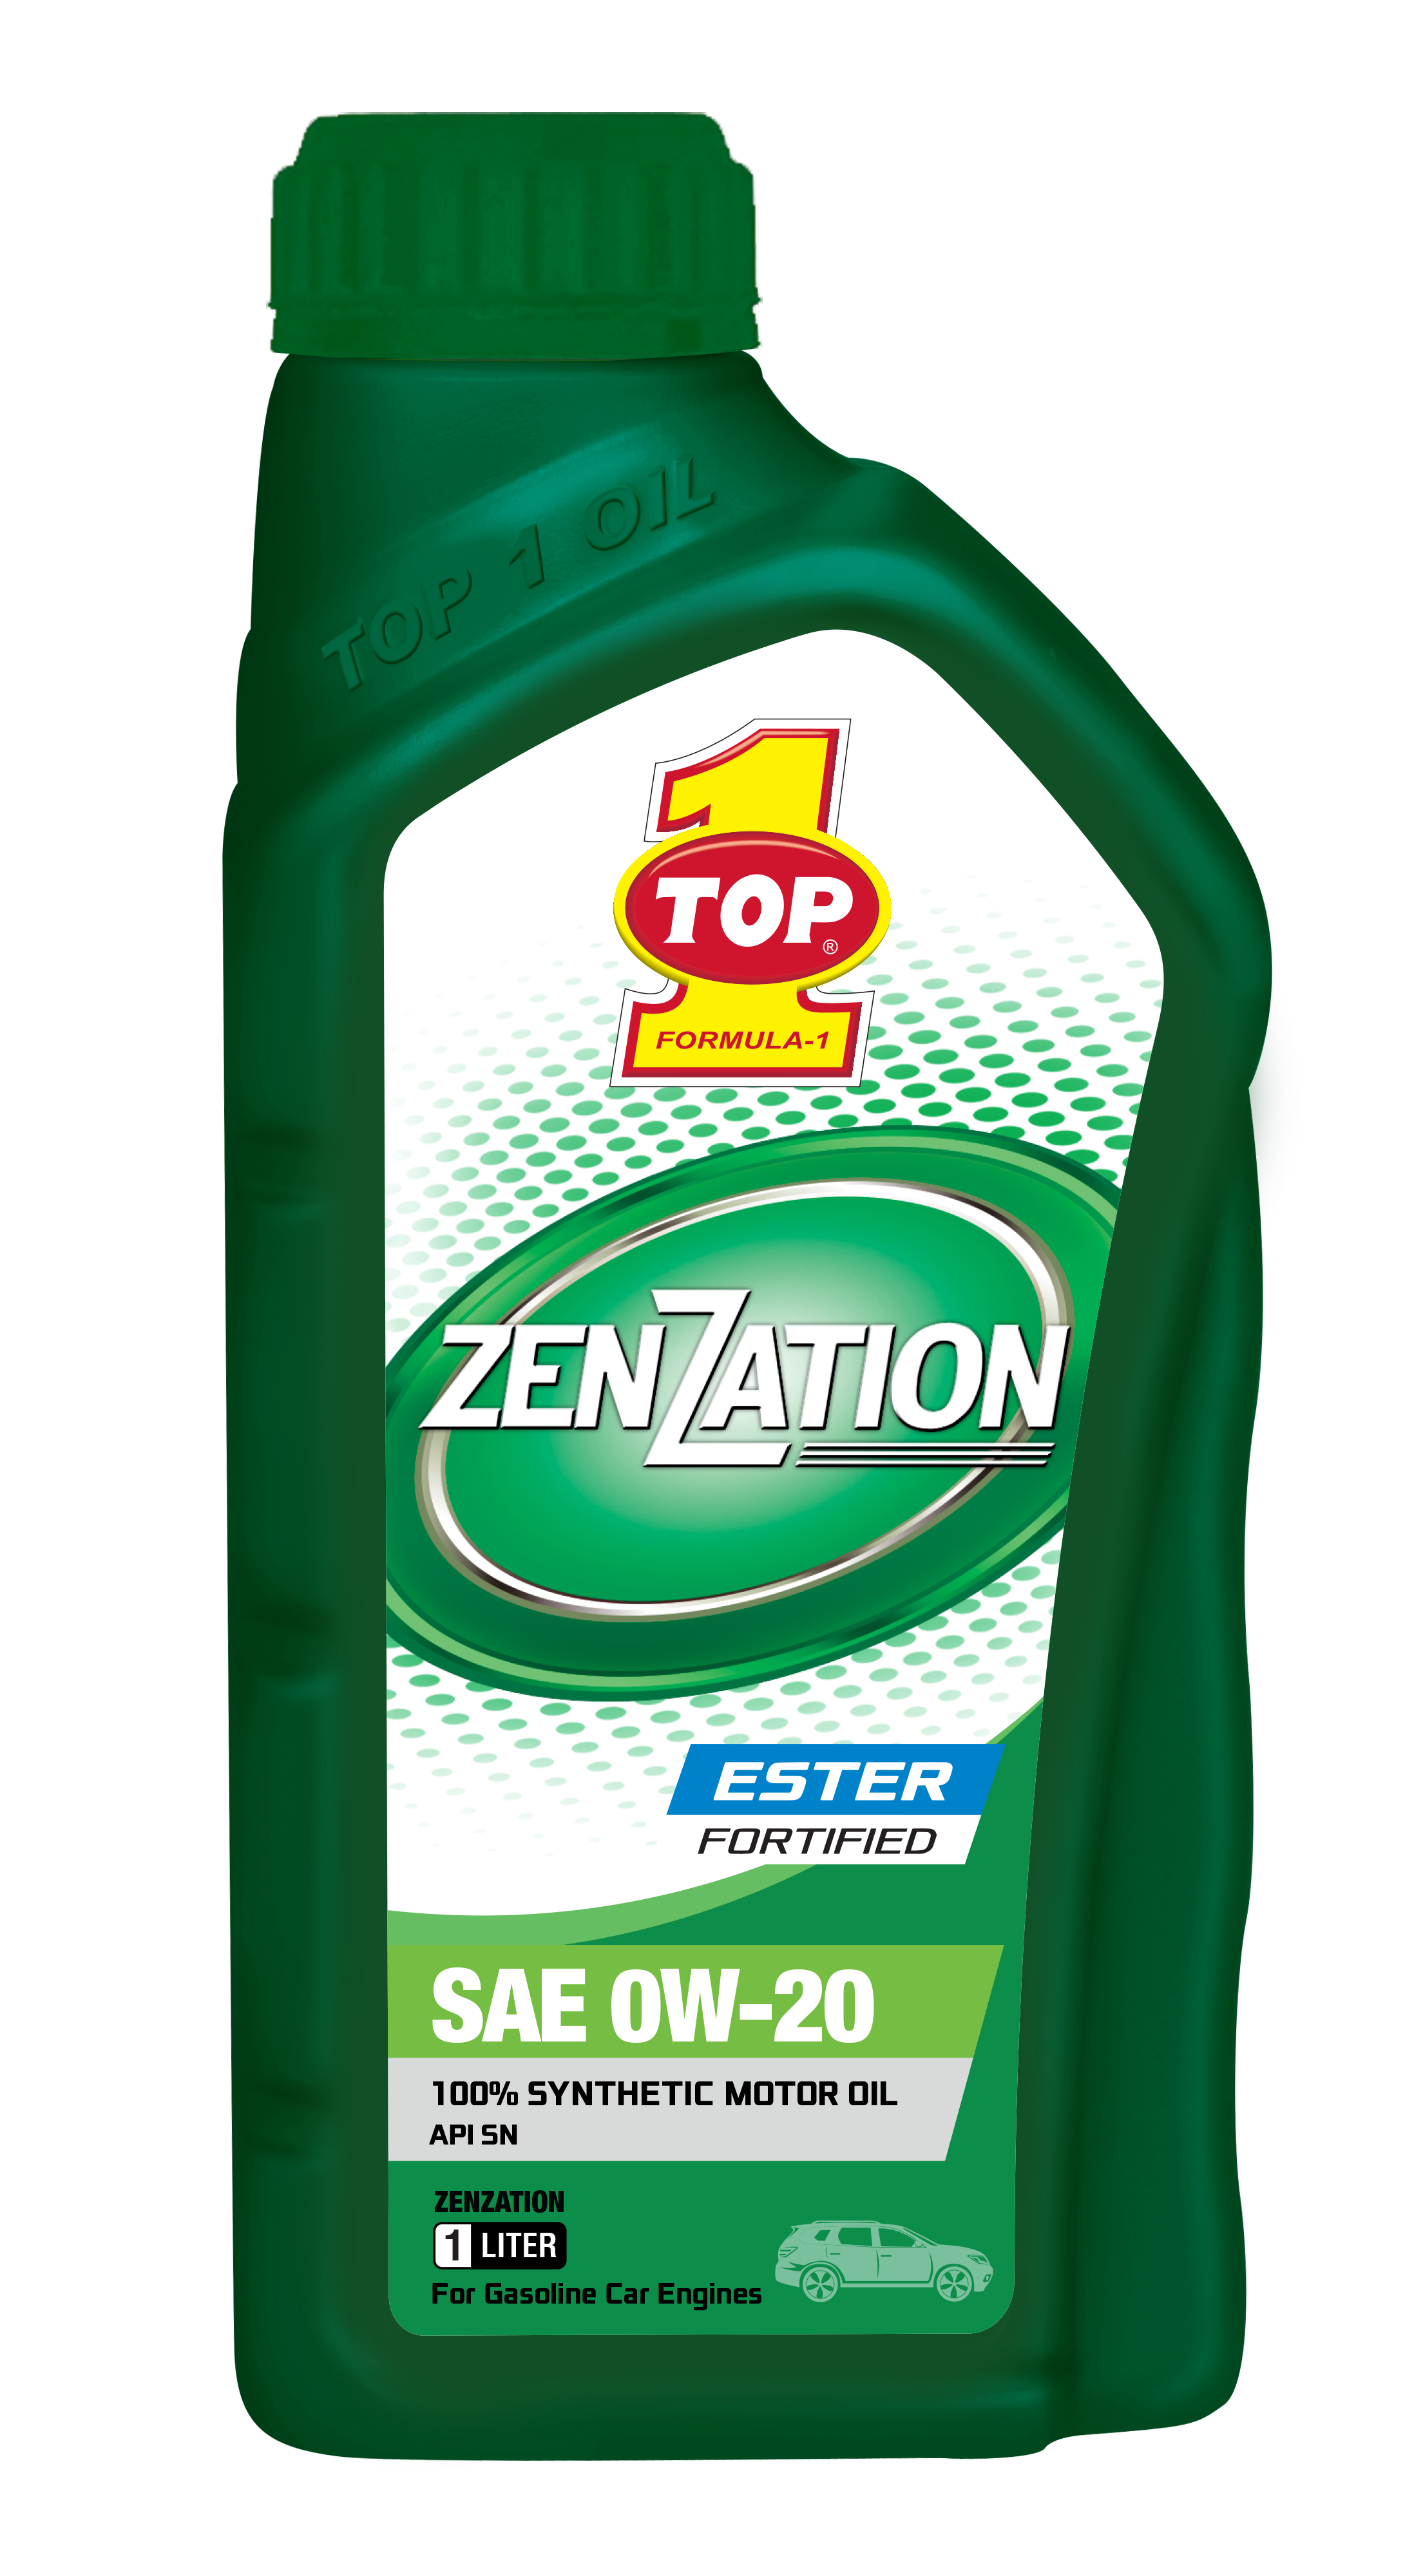 TOP 1 OIL
1
TOP®
FORMULA-1
ZENZATION
ESTER
FORTIFIED
SAE 0W-20
100% SYNTHETIC MOTOR OIL
API SN
ZENZATION
1 LITER
For Gasoline Car Engines